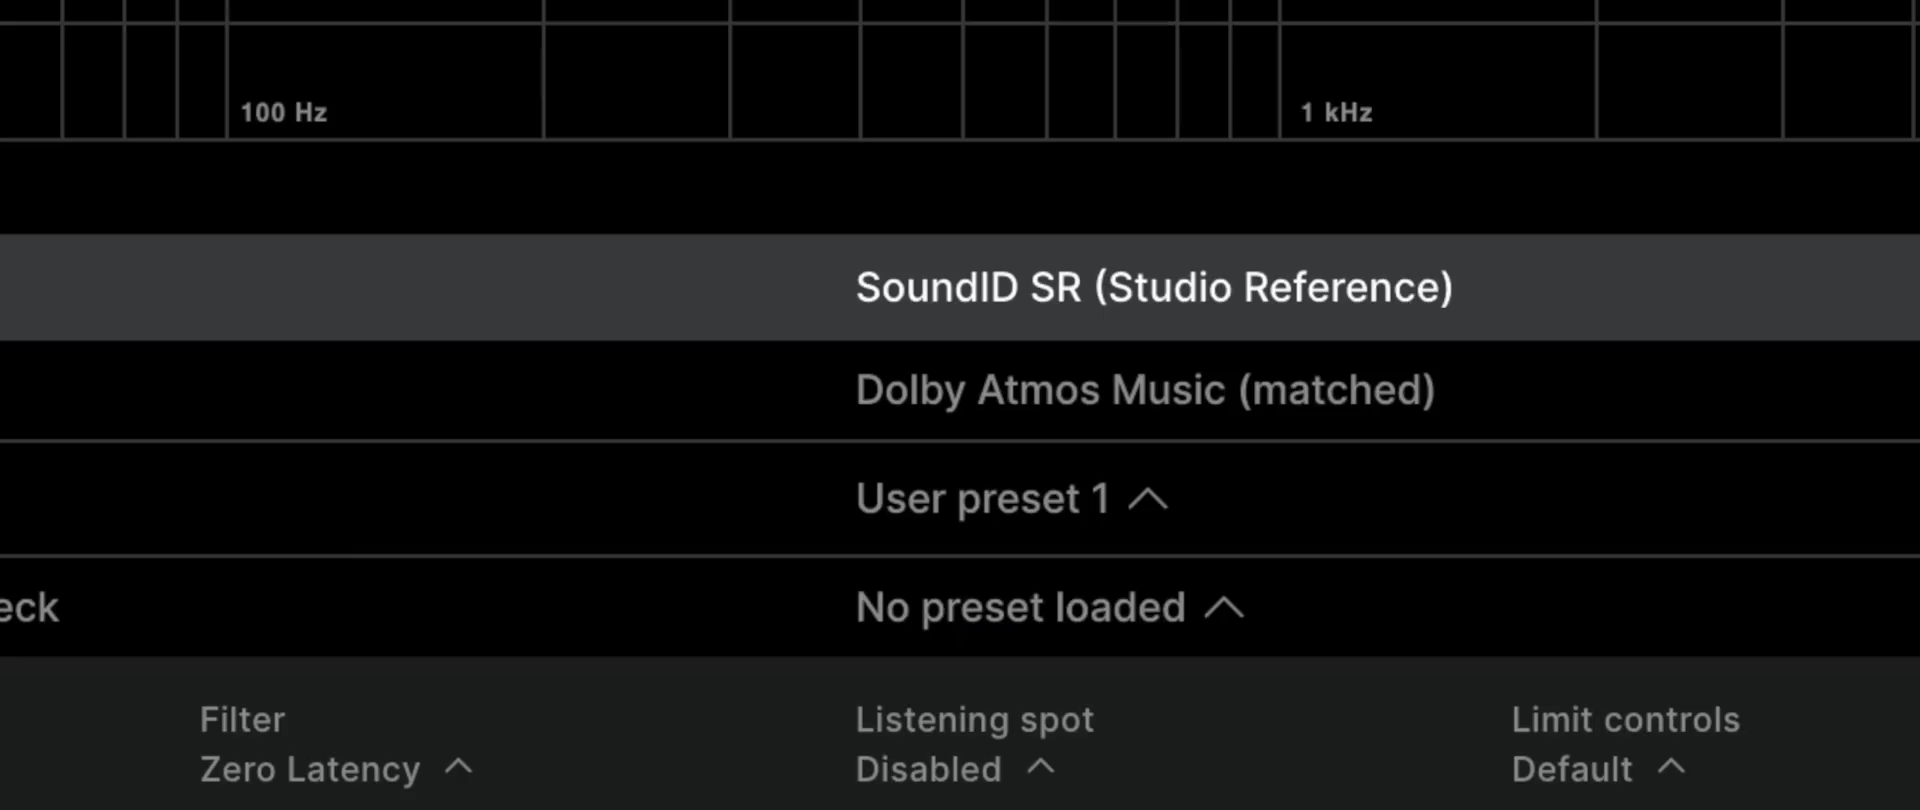 100 Hz
1 kHz
SoundID SR (Studio Reference)
Dolby Atmos Music (matched)
User preset 1
eck
No preset loaded
Filter
Zero Latency
Listening spot
Disabled
Limit controls
Default